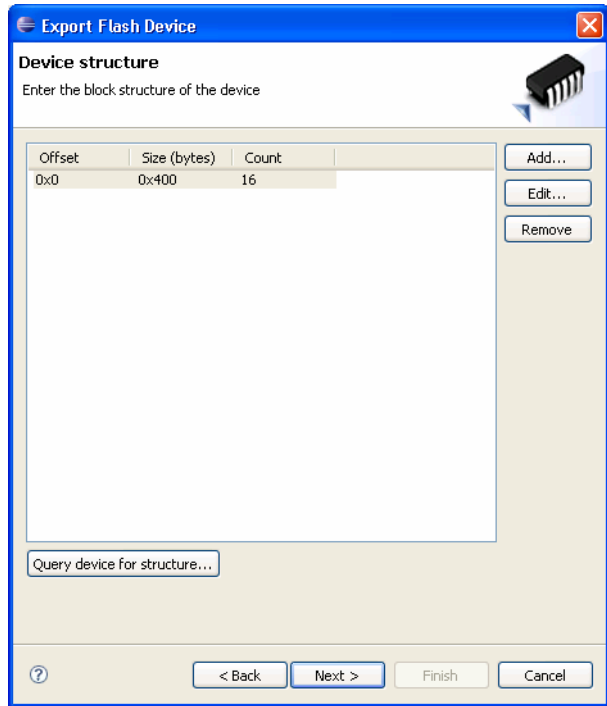 Export Flash Device
Device structure
Enter the block structure of the device
Offset Size (bytes) Count
0x0 0x400 16
Add...
Edit...
Remove
Query device for structure...
? < Back Next > Finish Cancel